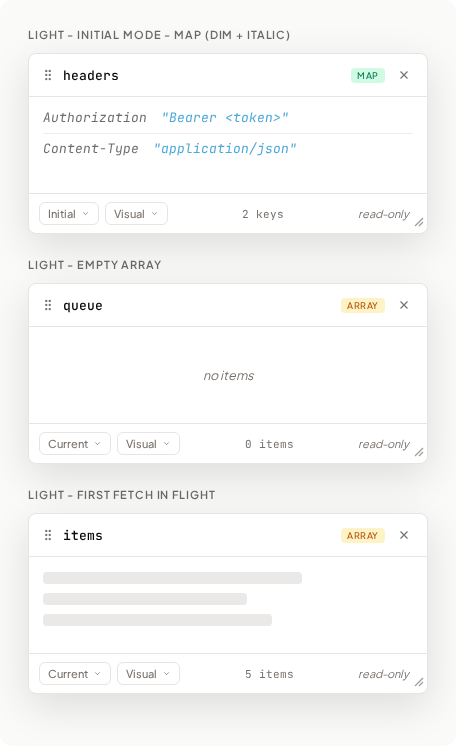 LIGHT – INITIAL MODE – MAP (DIM + ITALIC)
headers MAP ×
Authorization "Bearer <token>"
Content-Type "application/json"
Initial Visual 2 keys read-only
LIGHT – EMPTY ARRAY
queue ARRAY ×
no items
Current Visual 0 items read-only
LIGHT – FIRST FETCH IN FLIGHT
items ARRAY ×
Current Visual 5 items read-only